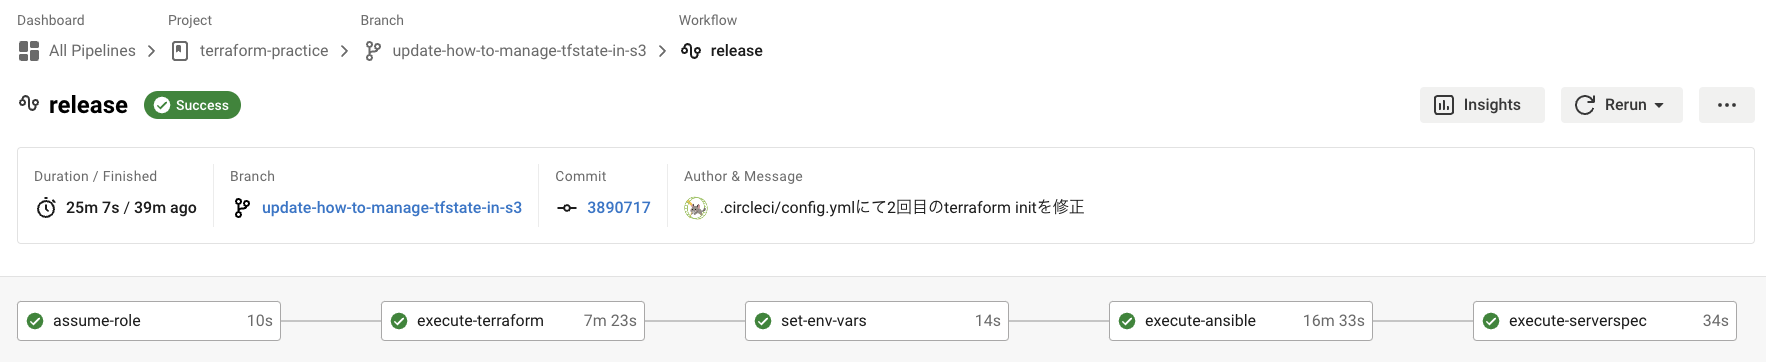 Dashboard Project Branch Workflow
All Pipelines terraform-practice update-how-to-manage-tfstate-in-s3 release
release Success Insights Rerun
Duration / Finished Branch Commit Author & Message
25m 7s / 39m ago update-how-to-manage-tfstate-in-s3 3890717 .circleci/config.ymlにて2回目のterraform initを修正
assume-role 10s execute-terraform 7m 23s set-env-vars 14s execute-ansible 16m 33s execute-serverspec 34s